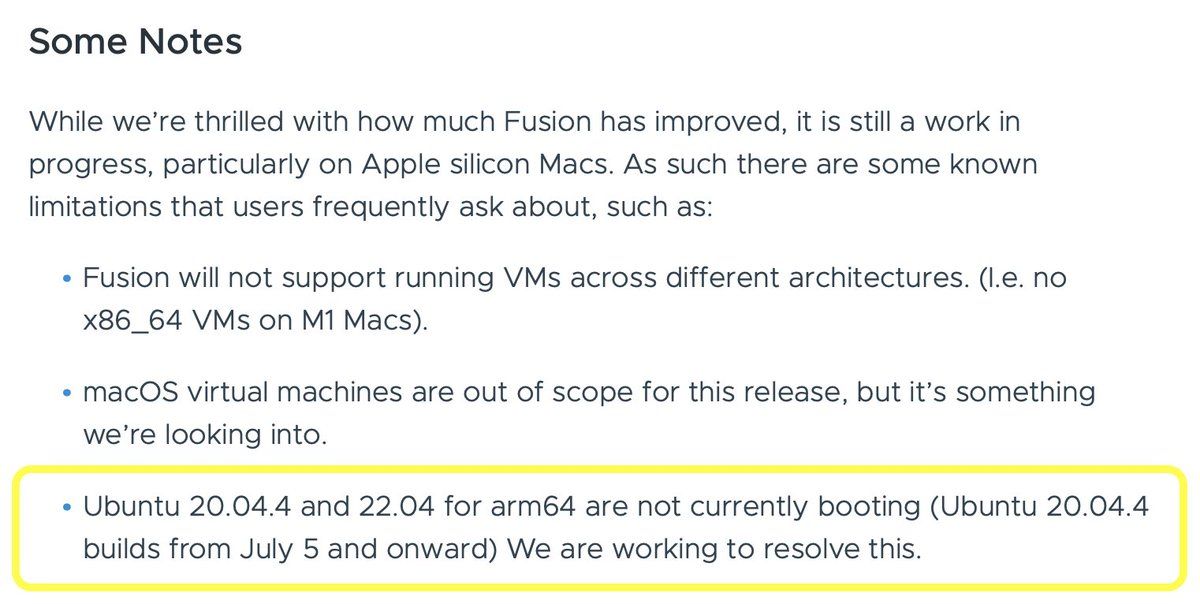 Some Notes
While we’re thrilled with how much Fusion has improved, it is still a work in
progress, particularly on Apple silicon Macs. As such there are some known
limitations that users frequently ask about, such as:
• Fusion will not support running VMs across different architectures. (I.e. no
x86_64 VMs on M1 Macs).
• macOS virtual machines are out of scope for this release, but it’s something
we’re looking into.
• Ubuntu 20.04.4 and 22.04 for arm64 are not currently booting (Ubuntu 20.04.4
builds from July 5 and onward) We are working to resolve this.